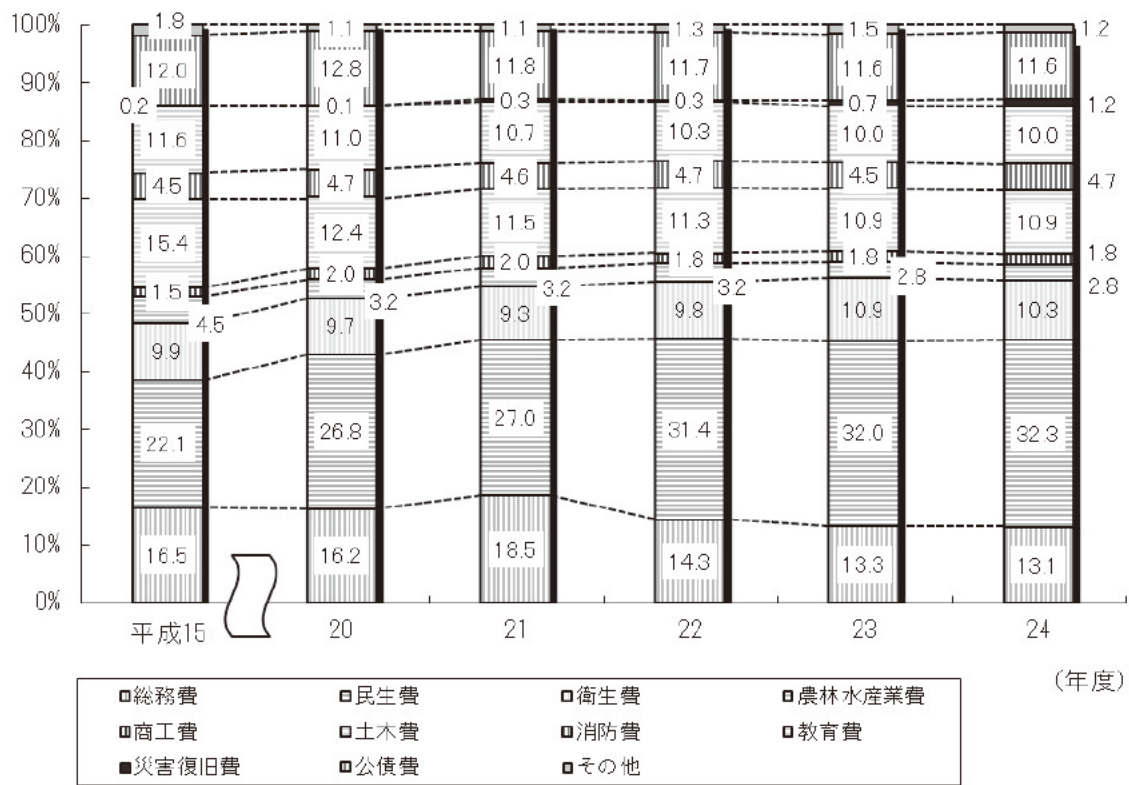 100% 1.8 1.1 1.1 1.3 1.5 1.2
12.0 12.8 11.8 11.7 11.6 11.6
90%
0.2 0.1 0.3 0.3 0.7 1.2
80% 11.6 11.0 10.7 10.3 10.0 10.0
4.5 4.7 4.6 4.7 4.5 4.7
70%
15.4 12.4 11.5 11.3 10.9 10.9
60%
1.5 2.0 2.0 1.8 1.8 1.8
50% 4.5 3.2 3.2 3.2 2.8 2.8
9.9 9.7 9.3 9.8 10.9 10.3
40%
30%
22.1 26.8 27.0 31.4 32.0 32.3
20%
10% 16.5 16.2 18.5 14.3 13.3 13.1
0%
平成15 20 21 22 23 24
(年度)
総務費 民生費 衛生費 農林水産業費
商工費 土木費 消防費 教育費
災害復旧費 公債費 その他